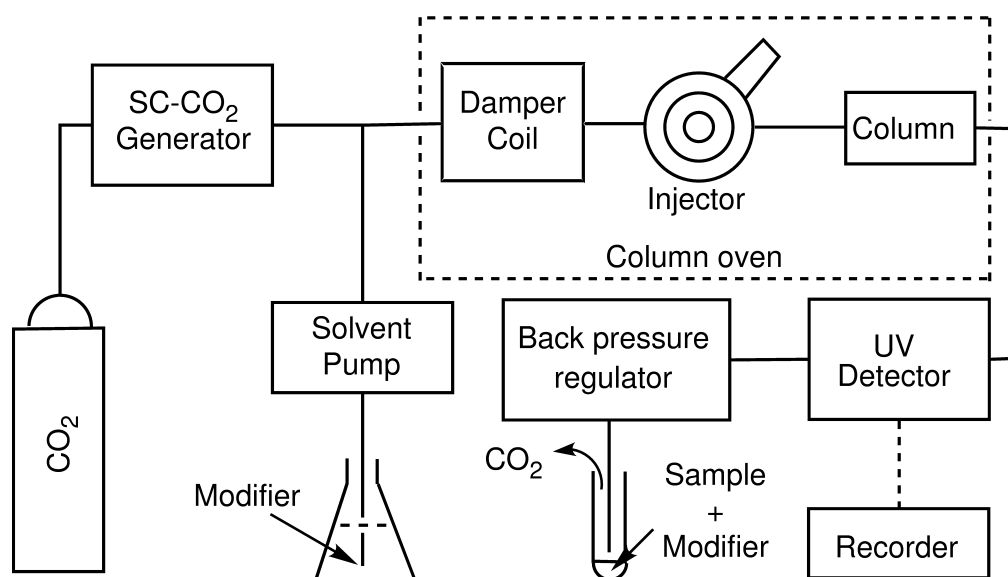 SC-CO₂
Generator
Damper
Coil
Column
Injector
Column oven
Solvent
Pump
Back pressure
regulator
UV
Detector
CO₂
CO₂
Modifier
Sample
+
Modifier
Recorder